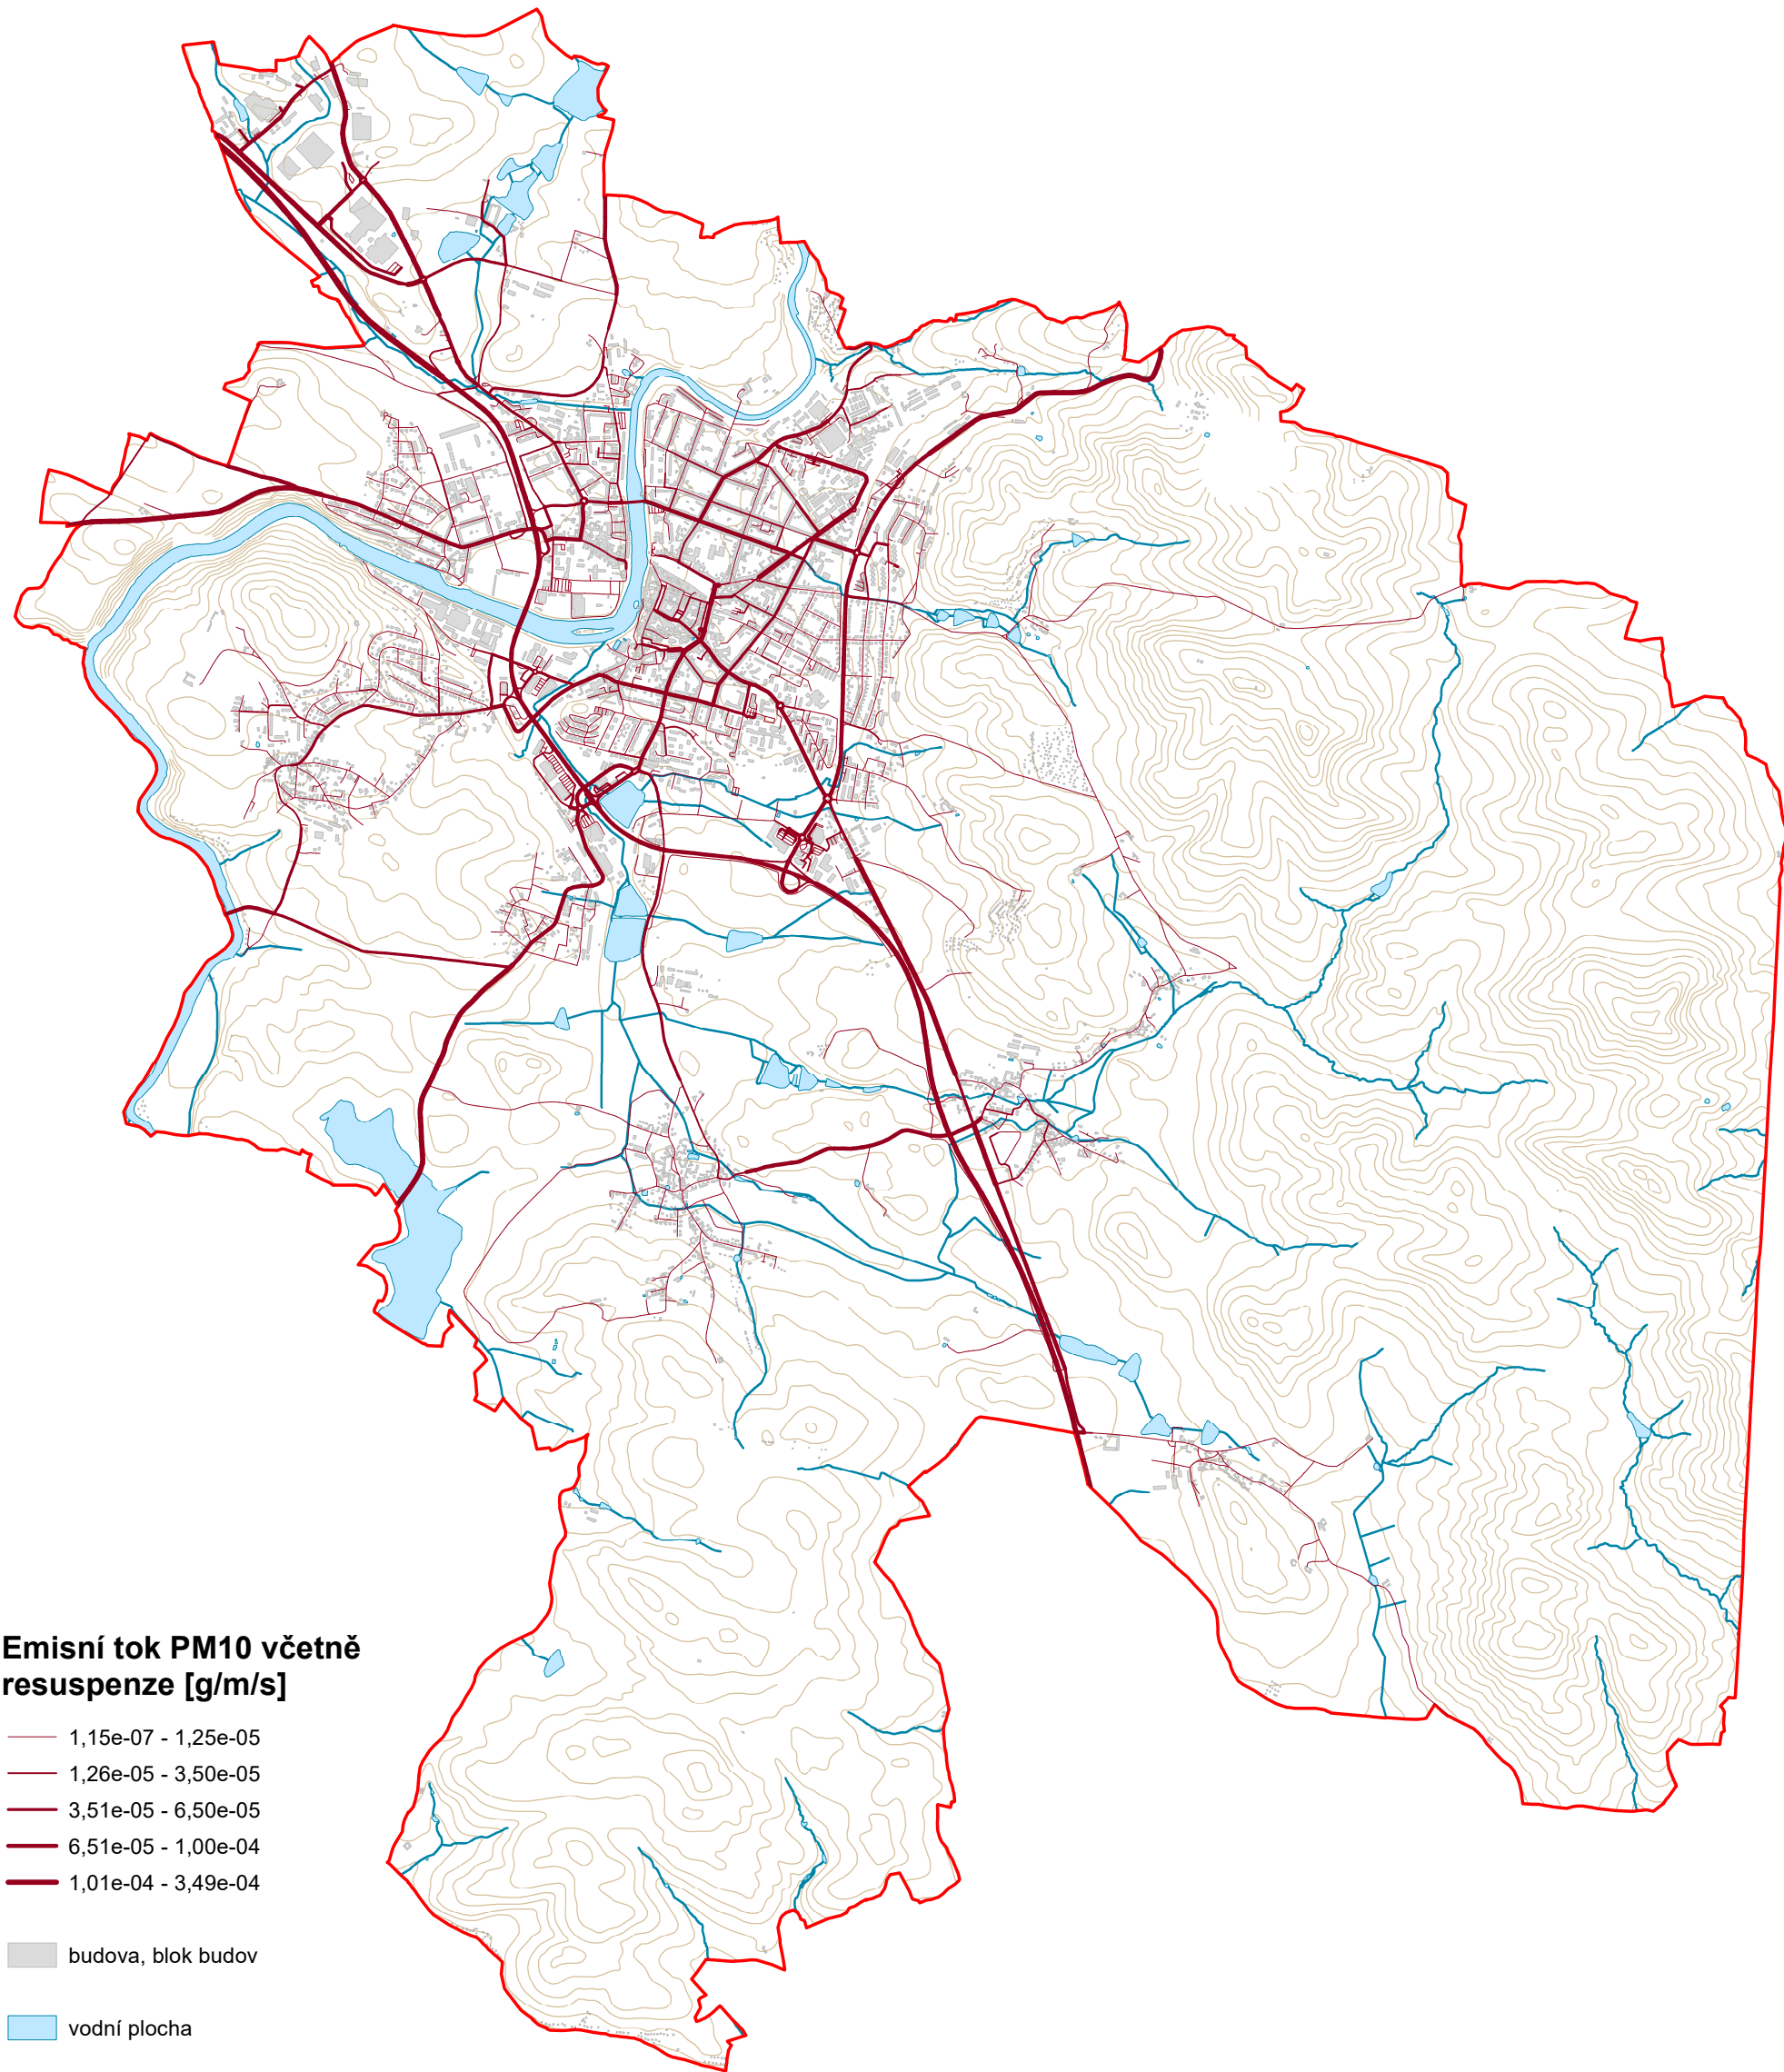 Emisní tok PM10 včetně
resuspenze [g/m/s]
1,15e-07 - 1,25e-05
1,26e-05 - 3,50e-05
3,51e-05 - 6,50e-05
6,51e-05 - 1,00e-04
1,01e-04 - 3,49e-04
budova, blok budov
vodní plocha